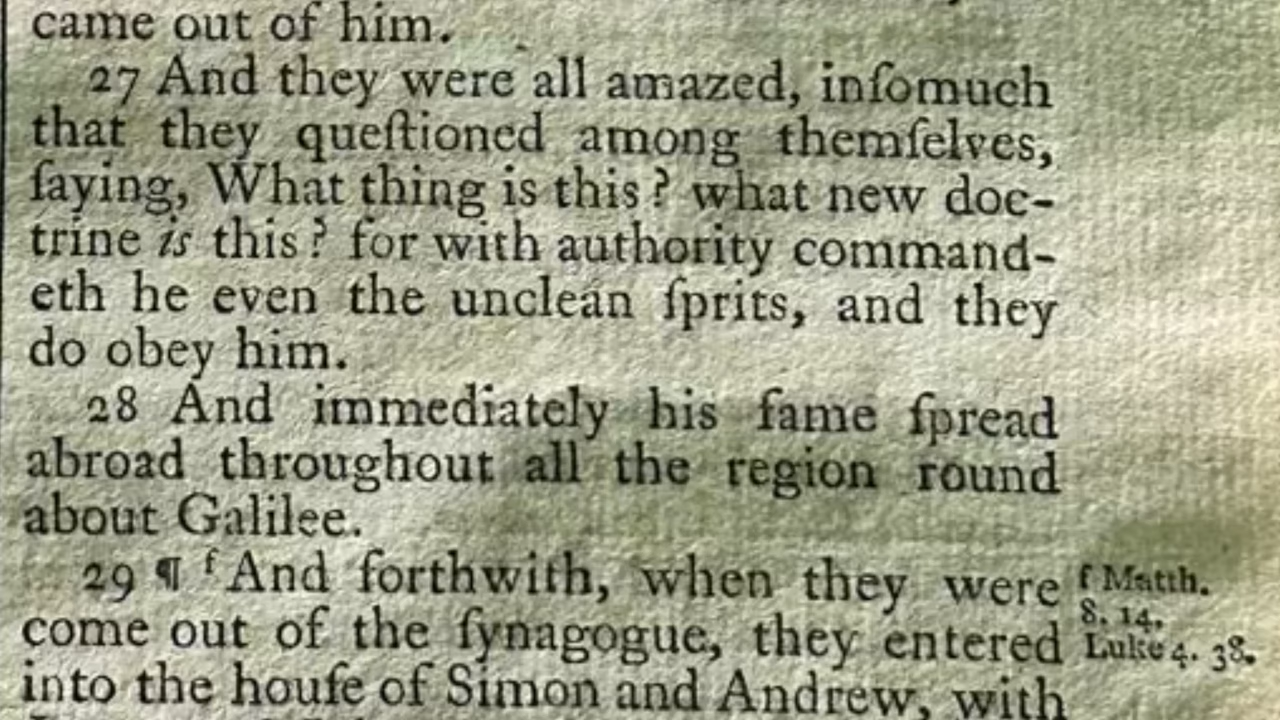 came out of him.
27 And they were all amazed, inſomuch
that they queſtioned among themſelves,
ſaying, What thing is this? what new doc-
trine is this? for with authority command-
eth he even the unclean ſprits, and they
do obey him.
28 And immediately his fame ſpread
abroad throughout all the region round
about Galilee.
29 ¶ f And forthwith, when they were
come out of the ſynagogue, they entered
into the houſe of Simon and Andrew, with
f Matth.
8. 14.
Luke 4. 38.